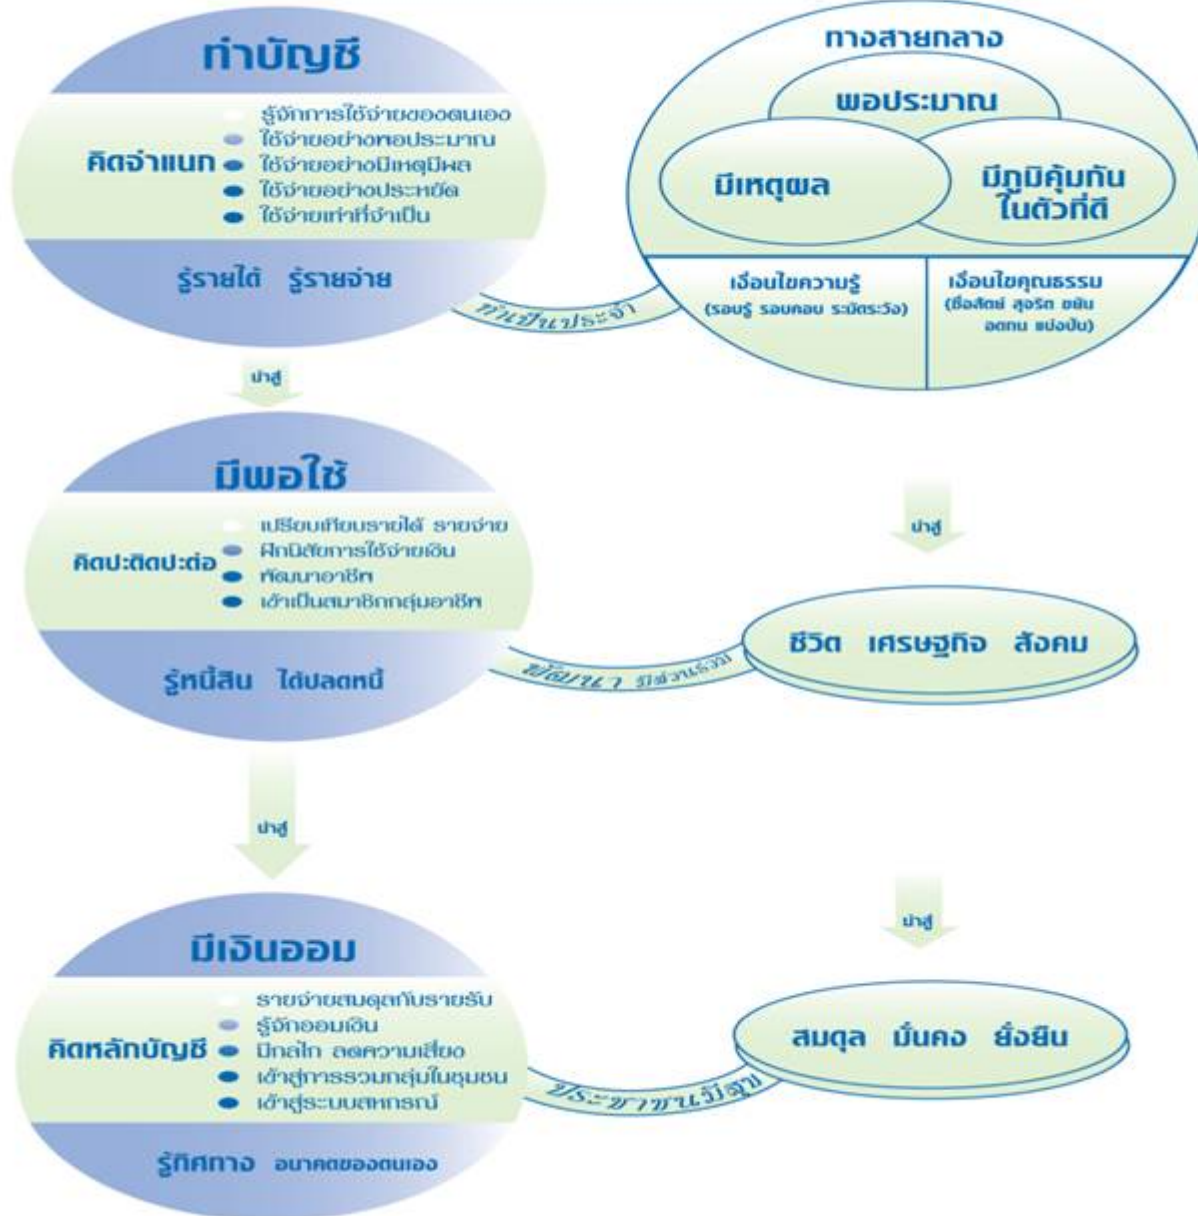 ทำบัญชี
คิดจำแนก
รู้จักการใช้จ่ายของตนเอง
ใช้จ่ายอย่างพอประมาณ
ใช้จ่ายอย่างมีเหตุมีผล
ใช้จ่ายอย่างประหยัด
ใช้จ่ายเท่าที่จำเป็น
รู้รายได้ รู้รายจ่าย
ทำเป็นประจำ
ทางสายกลาง
พอประมาณ
มีเหตุผล
มีภูมิคุ้มกัน
ในตัวที่ดี
เงื่อนไขความรู้
(รอบรู้ รอบคอบ ระมัดระวัง)
เงื่อนไขคุณธรรม
(ซื่อสัตย์ สุจริต ขยัน
อดทน แบ่งปัน)
นำสู่
มีพอใช้
คิดปะติดปะต่อ
เปรียบเทียบรายได้ รายจ่าย
ฝึกนิสัยการใช้จ่ายเงิน
พัฒนาอาชีพ
เข้าเป็นสมาชิกกลุ่มอาชีพ
รู้หนี้สิน ได้ปลดหนี้
พัฒนา มีส่วนร่วม
นำสู่
ชีวิต เศรษฐกิจ สังคม
นำสู่
มีเงินออม
คิดหลักบัญชี
รายจ่ายสมดุลกับรายรับ
รู้จักออมเงิน
มีกลไก ลดความเสี่ยง
เข้าสู่การรวมกลุ่มในชุมชน
เข้าสู่ระบบสหกรณ์
รู้ทิศทาง อนาคตของตนเอง
ประชาชนมีสุข
นำสู่
สมดุล มั่นคง ยั่งยืน